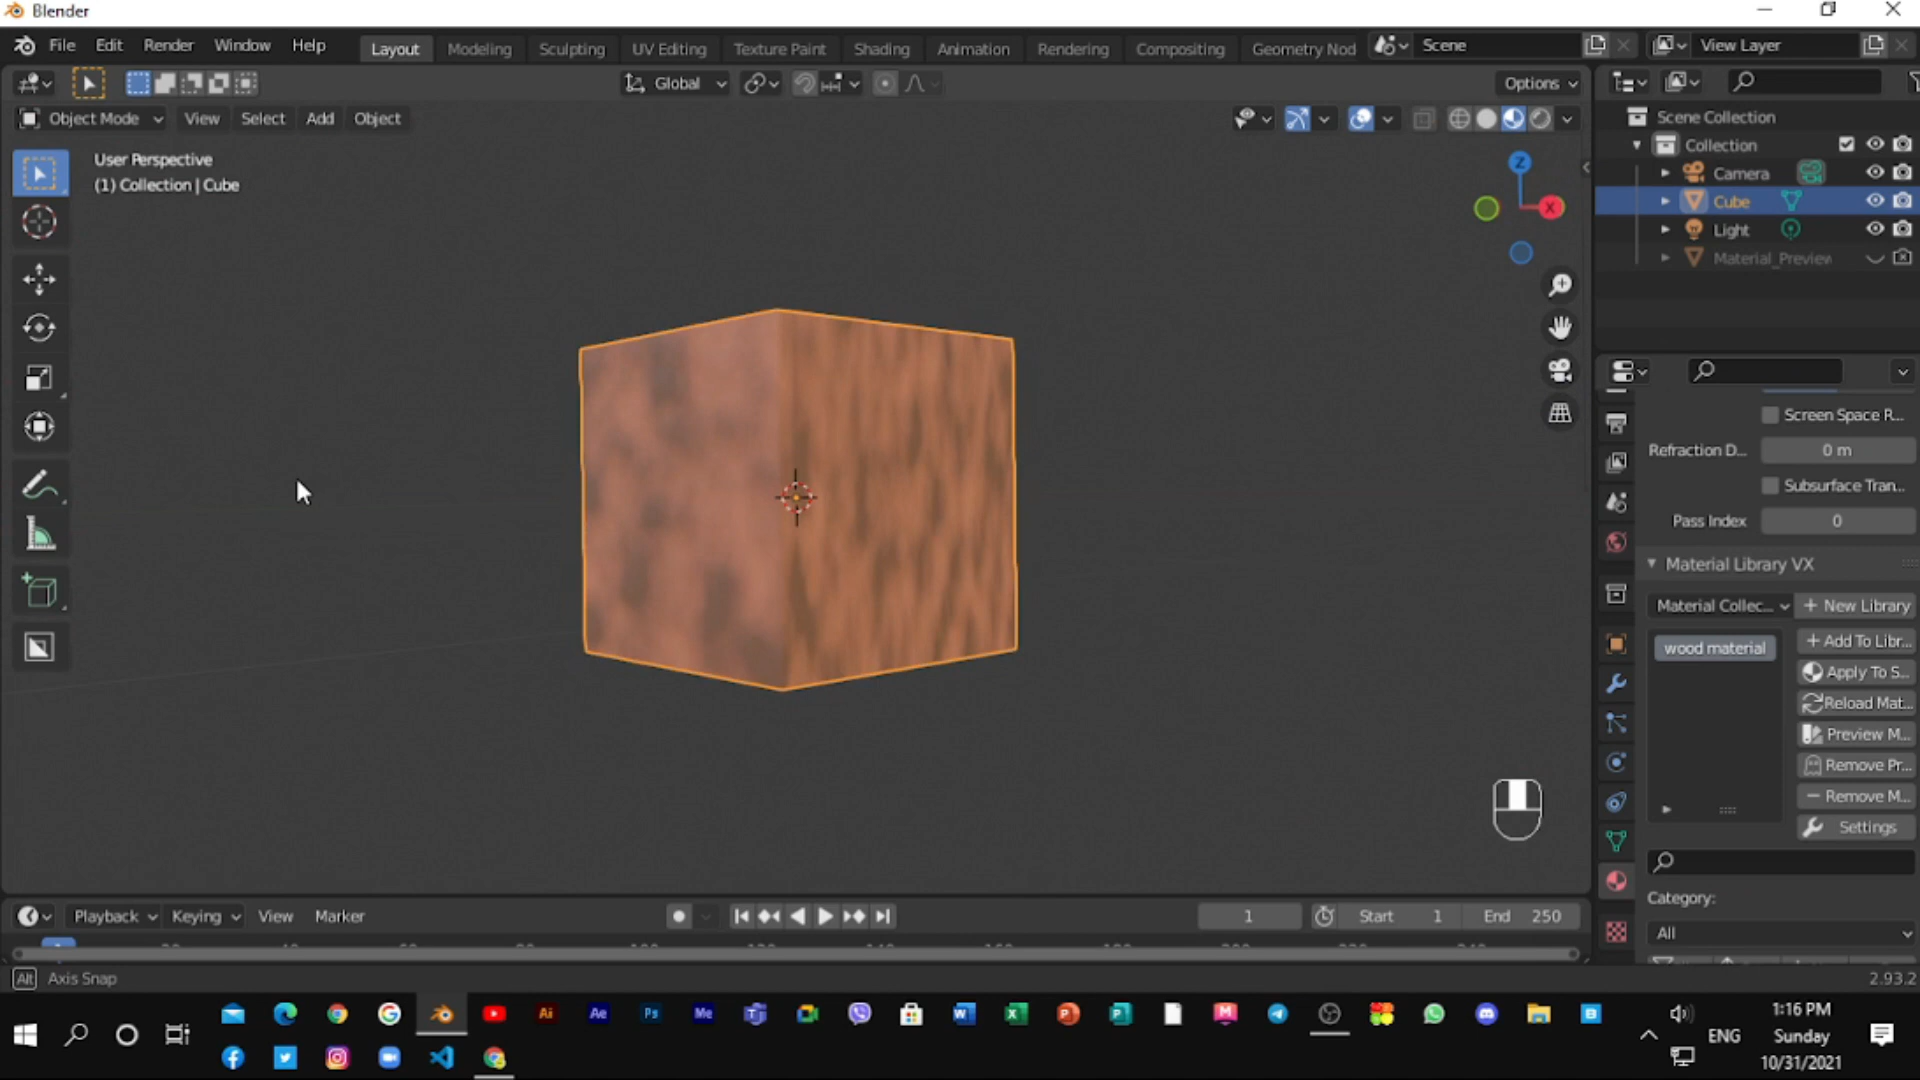 Blender
File Edit Render Window Help Layout Modeling Sculpting UV Editing Texture Paint Shading Animation Rendering Compositing Geometry Nod Scene View Layer
Global Options
Object Mode View Select Add Object
User Perspective
(1) Collection | Cube
Z
X
Scene Collection
Collection
Camera
Cube
Light
Material_Preview
Screen Space R...
Refraction D... 0 m
Subsurface Tran...
Pass Index 0
Material Library VX
Material Collec... + New Library
wood material
+ Add To Libr...
Apply To S...
Reload Mat...
Preview M...
Remove Pr...
Remove M...
Settings
Category:
All
Playback Keying View Marker 1 Start 1 End 250
Alt Axis Snap 2.93.2
Ai Ae Ps Me
ENG
1:16 PM
Sunday
10/31/2021